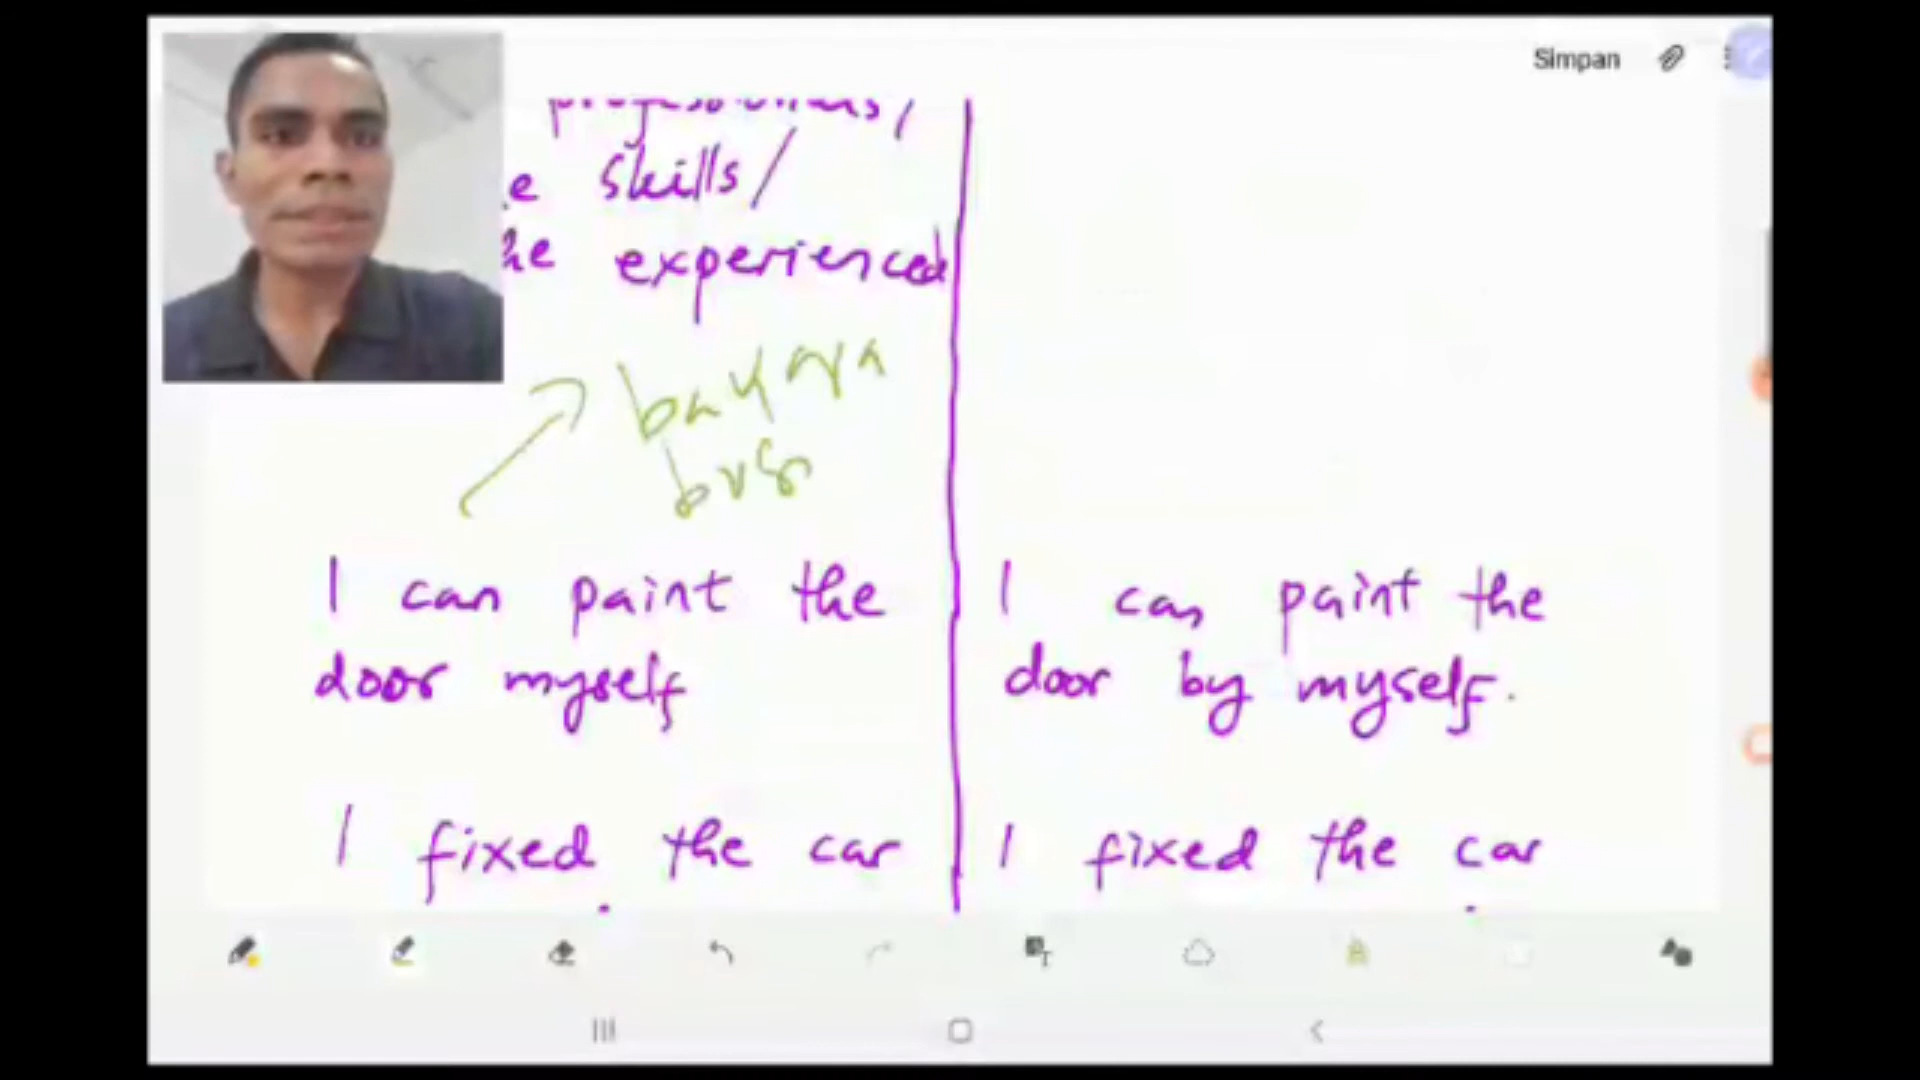 Simpan
skills/
experienced
I can paint the
door myself
I fixed the car
I can paint the
door by myself.
I fixed the car